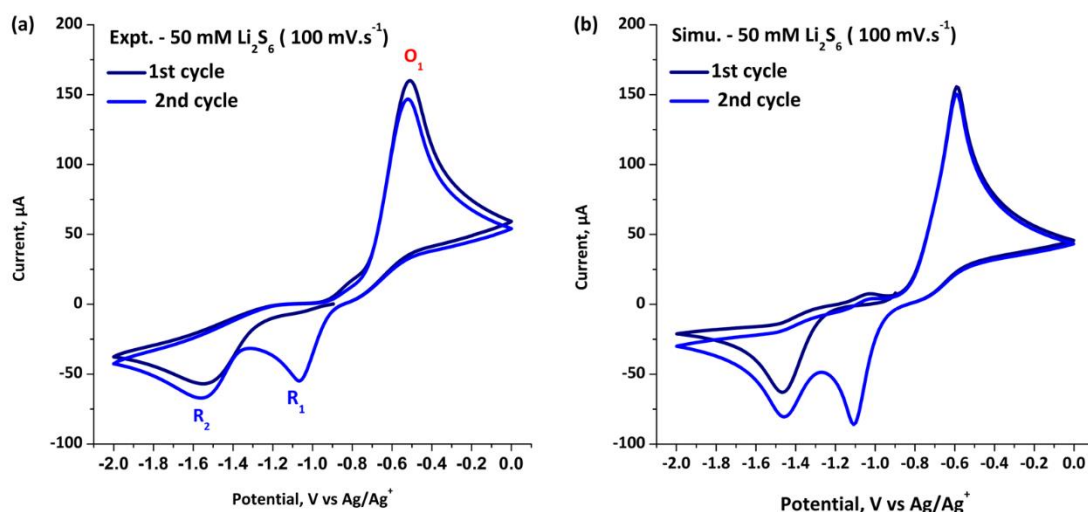 (a)
Expt. - 50 mM Li₂S₆ ( 100 mV.s⁻¹)
1st cycle
2nd cycle
O₁
R₂
R₁
200
150
100
50
0
-50
-100
Current, µA
-2.0 -1.8 -1.6 -1.4 -1.2 -1.0 -0.8 -0.6 -0.4 -0.2 0.0
Potential, V vs Ag/Ag⁺
(b)
Simu. - 50 mM Li₂S₆ ( 100 mV.s⁻¹)
1st cycle
2nd cycle
200
150
100
50
0
-50
-100
Current, µA
-2.0 -1.8 -1.6 -1.4 -1.2 -1.0 -0.8 -0.6 -0.4 -0.2 0.0
Potential, V vs Ag/Ag⁺